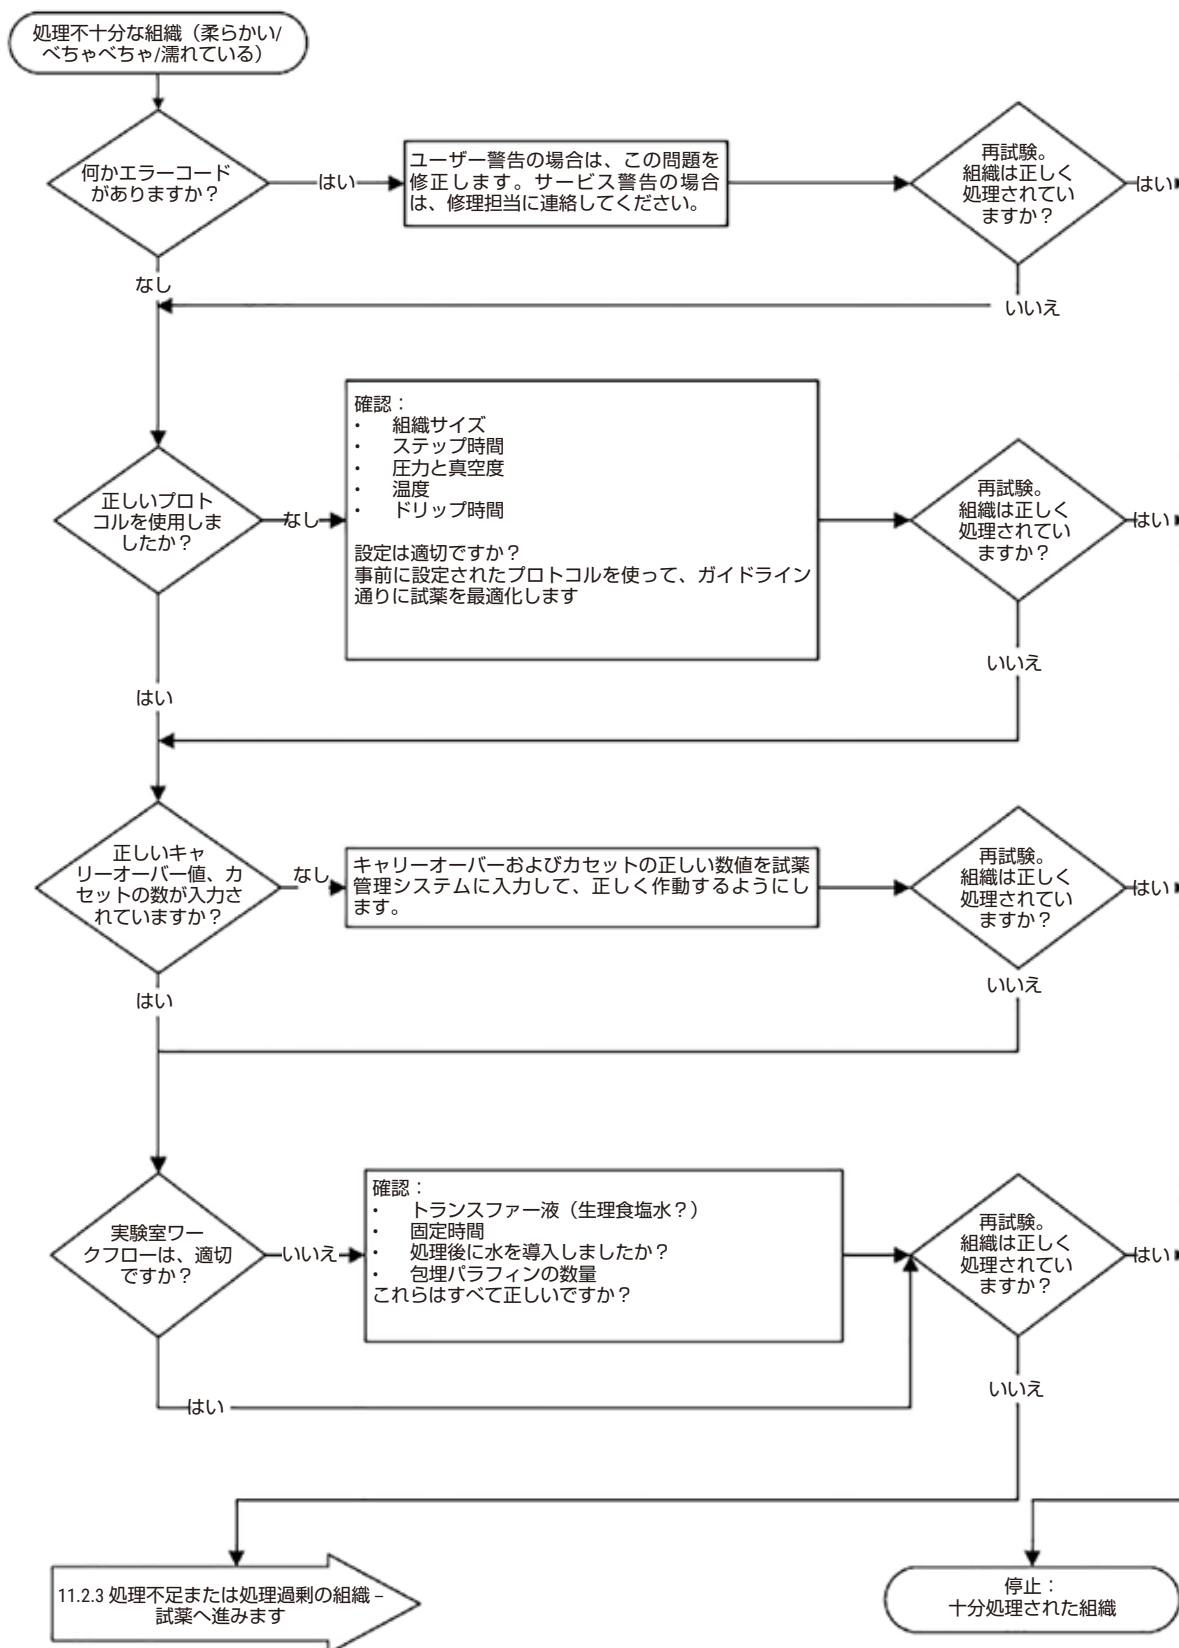 処理不十分な組織（柔らかい/
べちゃべちゃ/濡れている）
何かエラーコード
がありますか？
はい
ユーザー警告の場合は、この問題を
修正します。サービス警告の場合
は、修理担当に連絡してください。
再試験。
組織は正しく
処理されてい
ますか？
はい
なし
いいえ
正しいプロト
コルを使用しま
したか？
なし
確認：
・ 組織サイズ
・ ステップ時間
・ 圧力と真空度
・ 温度
・ ドリップ時間
設定は適切ですか？
事前に設定されたプロトコルを使って、ガイドライン
通りに試薬を最適化します
再試験。
組織は正しく
処理されてい
ますか？
はい
はい
いいえ
正しいキャ
リーオーバー値、カ
セットの数が入力さ
れていますか？
なし
キャリーオーバーおよびカセットの正しい数値を試薬
管理システムに入力して、正しく作動するようにし
ます。
再試験。
組織は正しく
処理されてい
ますか？
はい
はい
いいえ
実験室ワー
クフローは、適切
ですか？
いいえ
確認：
・ トランスファー液（生理食塩水？）
・ 固定時間
・ 処理後に水を導入しましたか？
・ 包埋パラフィンの数量
これらはすべて正しいですか？
再試験。
組織は正しく
処理されてい
ますか？
はい
はい
いいえ
11.2.3 処理不足または処理過剰の組織 –
試薬へ進みます
停止：
十分処理された組織